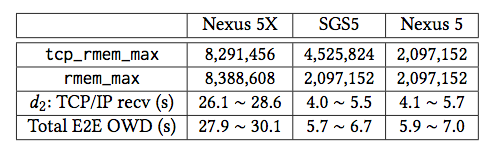 Nexus 5X SGS5 Nexus 5
tcp_rmem_max 8,291,456 4,525,824 2,097,152
rmem_max 8,388,608 2,097,152 2,097,152
d2: TCP/IP recv (s) 26.1 ~ 28.6 4.0 ~ 5.5 4.1 ~ 5.7
Total E2E OWD (s) 27.9 ~ 30.1 5.7 ~ 6.7 5.9 ~ 7.0